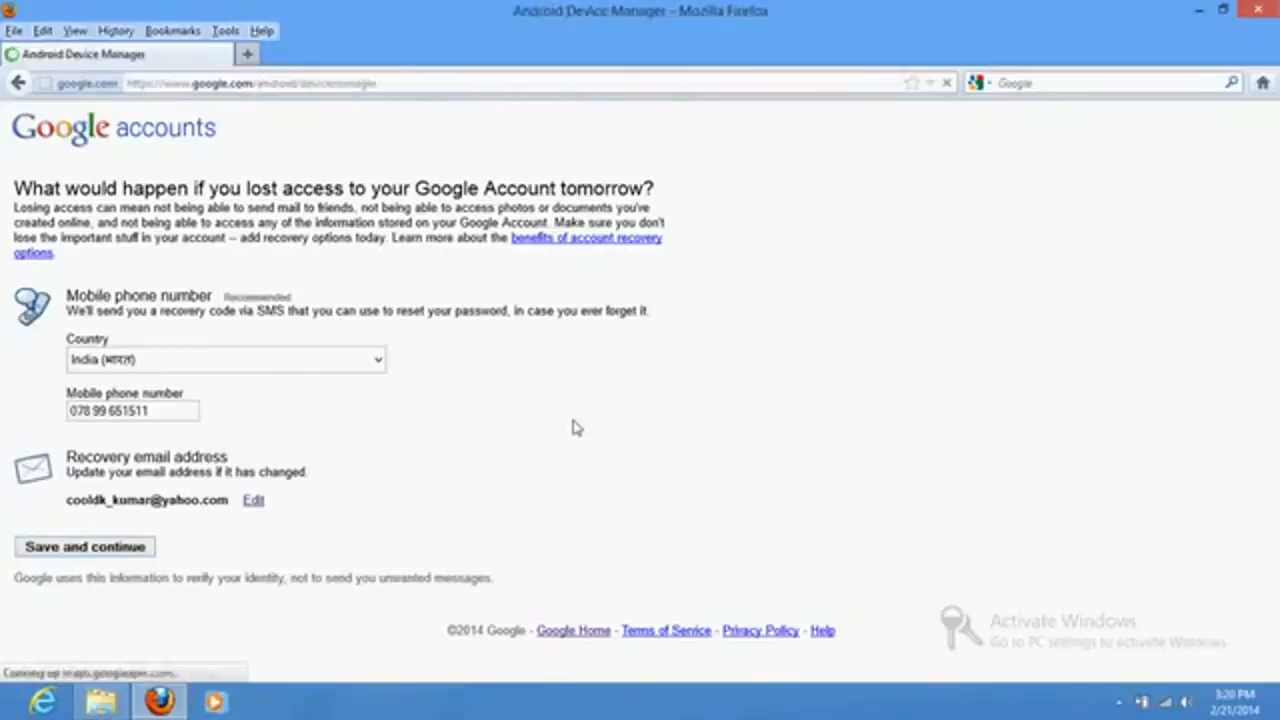 Android Device Manager - Mozilla Firefox
File Edit View History Bookmarks Tools Help
Android Device Manager
google.com https://www.google.com/android/devicemanager Google
Google accounts
What would happen if you lost access to your Google Account tomorrow?
Losing access can mean not being able to send mail to friends, not being able to access photos or documents you've
created online, and not being able to access any of the information stored on your Google Account. Make sure you don't
lose the important stuff in your account – add recovery options today. Learn more about the benefits of account recovery
options.
Mobile phone number Recommended
We'll send you a recovery code via SMS that you can use to reset your password, in case you ever forget it.
Country
India (भारत)
Mobile phone number
078 99 651511
Recovery email address
Update your email address if it has changed.
cooldk_kumar@yahoo.com Edit
Save and continue
Google uses this information to verify your identity, not to send you unwanted messages.
©2014 Google - Google Home - Terms of Service - Privacy Policy - Help
Activate Windows
Go to PC settings to activate Windows.
3:20 PM
2/21/2014